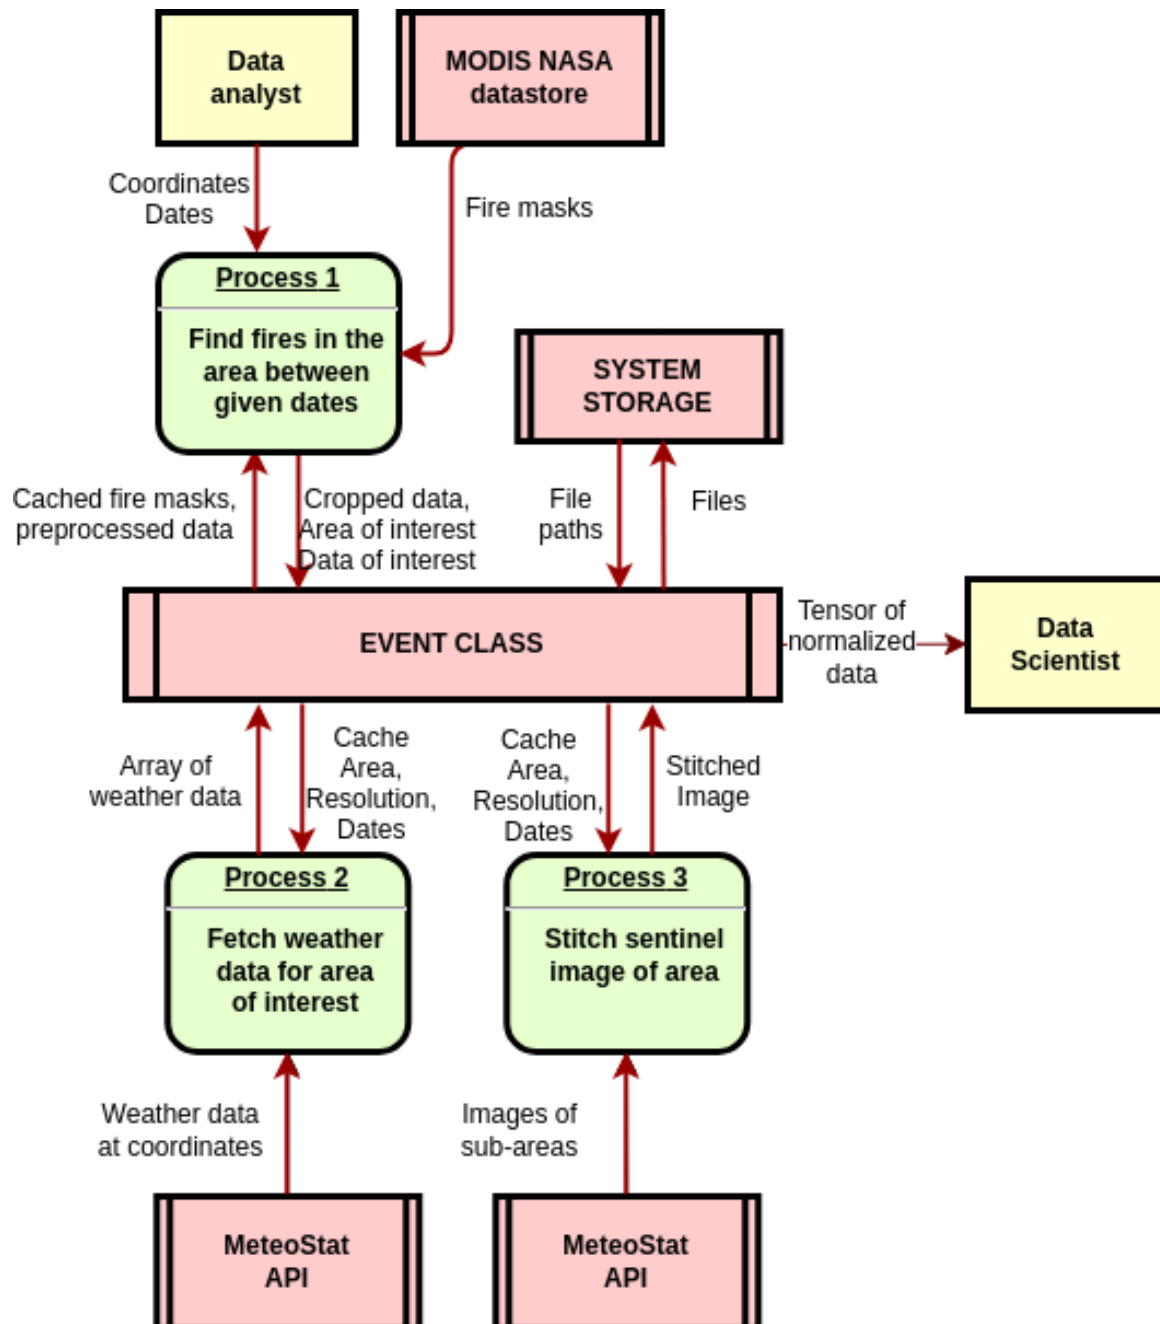 Data
analyst
MODIS NASA
datastore
Coordinates
Dates
Fire masks
Process 1
Find fires in the
area between
given dates
SYSTEM
STORAGE
Cached fire masks,
preprocessed data
Cropped data,
Area of interest
Data of interest
File
paths
Files
EVENT CLASS
Tensor of
normalized
data
Data
Scientist
Array of
weather data
Cache
Area,
Resolution,
Dates
Cache
Area,
Resolution,
Dates
Stitched
Image
Process 2
Fetch weather
data for area
of interest
Process 3
Stitch sentinel
image of area
Weather data
at coordinates
Images of
sub-areas
MeteoStat
API
MeteoStat
API